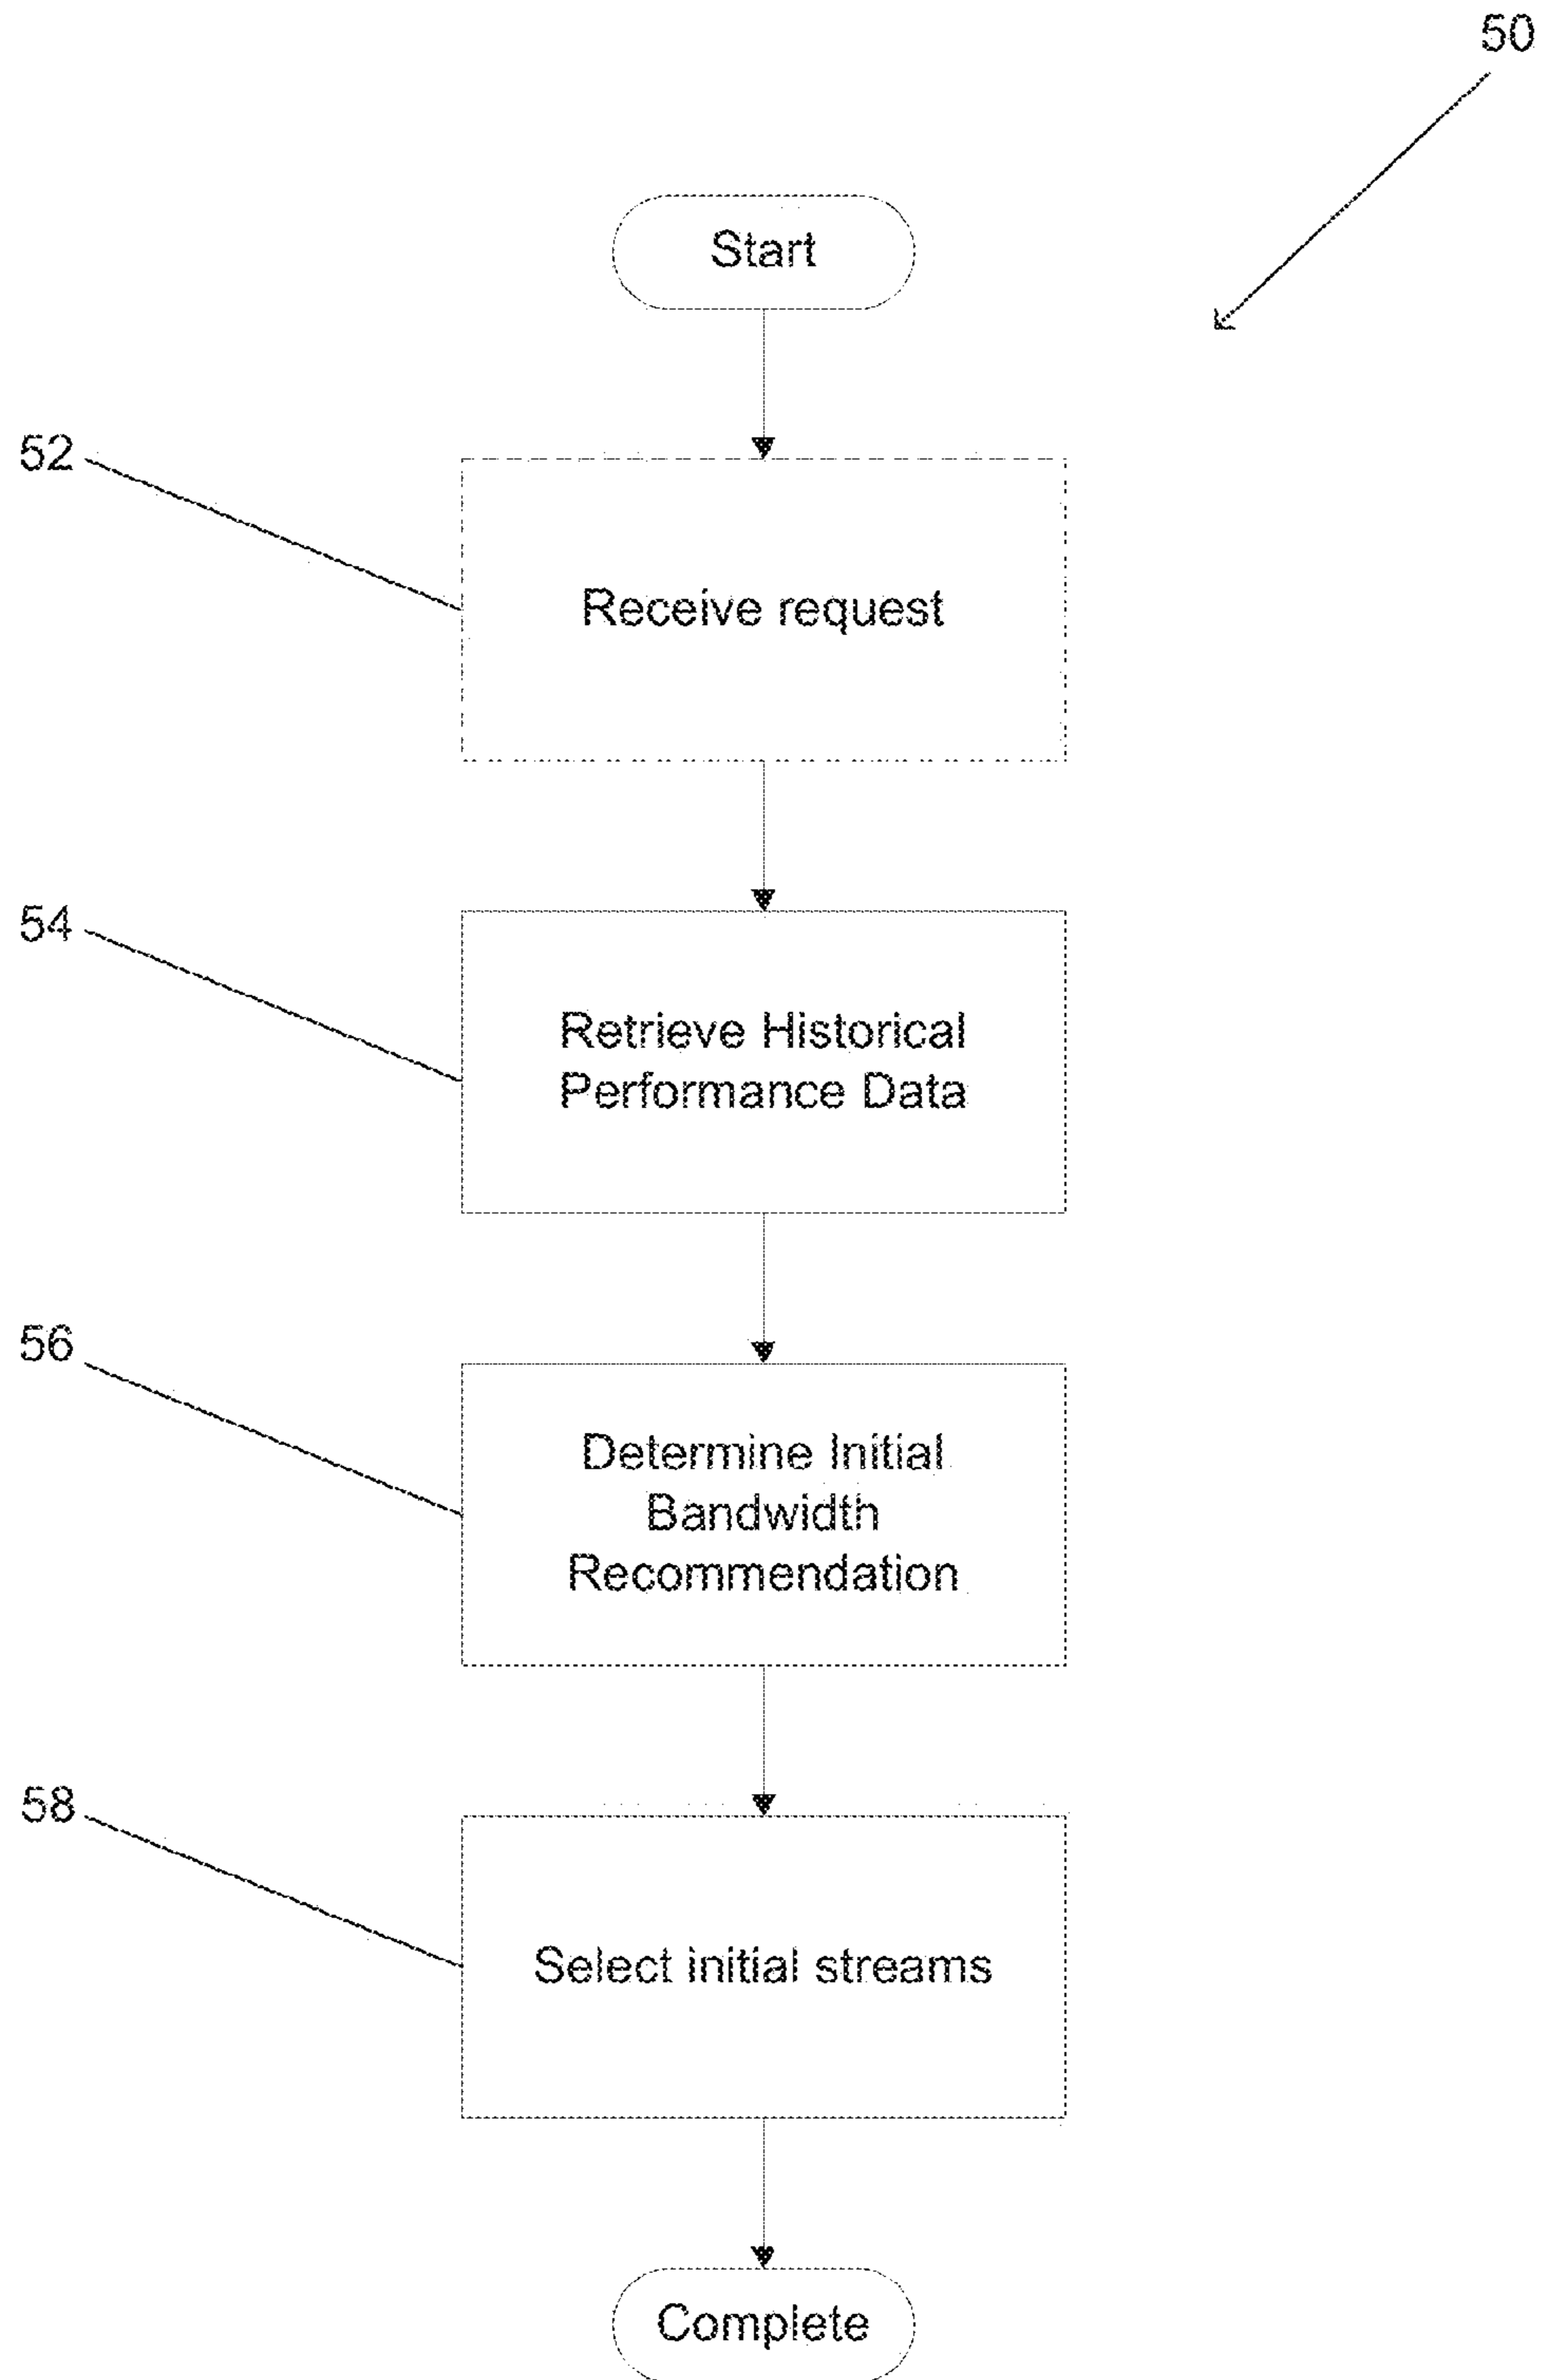 50
Start
52
Receive request
54
Retrieve Historical
Performance Data
56
Determine Initial
Bandwidth
Recommendation
58
Select initial streams
Complete